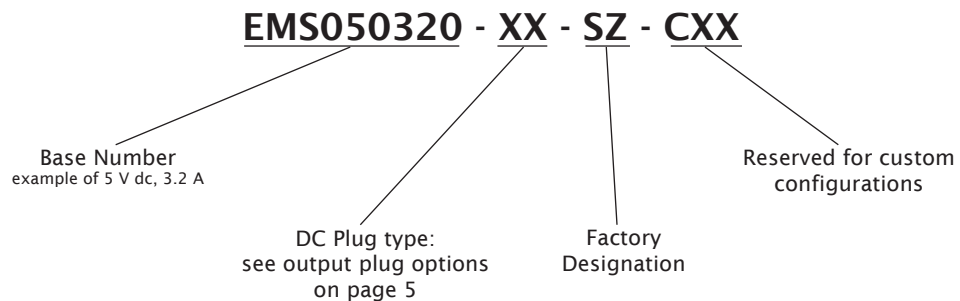 EMS050320 - XX - SZ - CXX
Base Number
example of 5 V dc, 3.2 A
DC Plug type:
see output plug options
on page 5
Factory
Designation
Reserved for custom
configurations